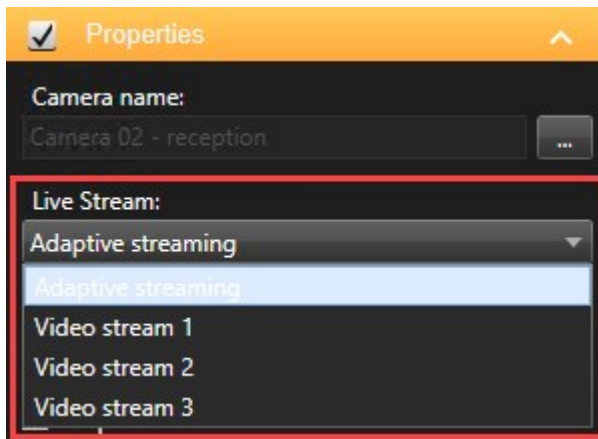 Properties
Camera name:
Camera 02 - reception
...
Live Stream:
Adaptive streaming
Adaptive streaming
Video stream 1
Video stream 2
Video stream 3